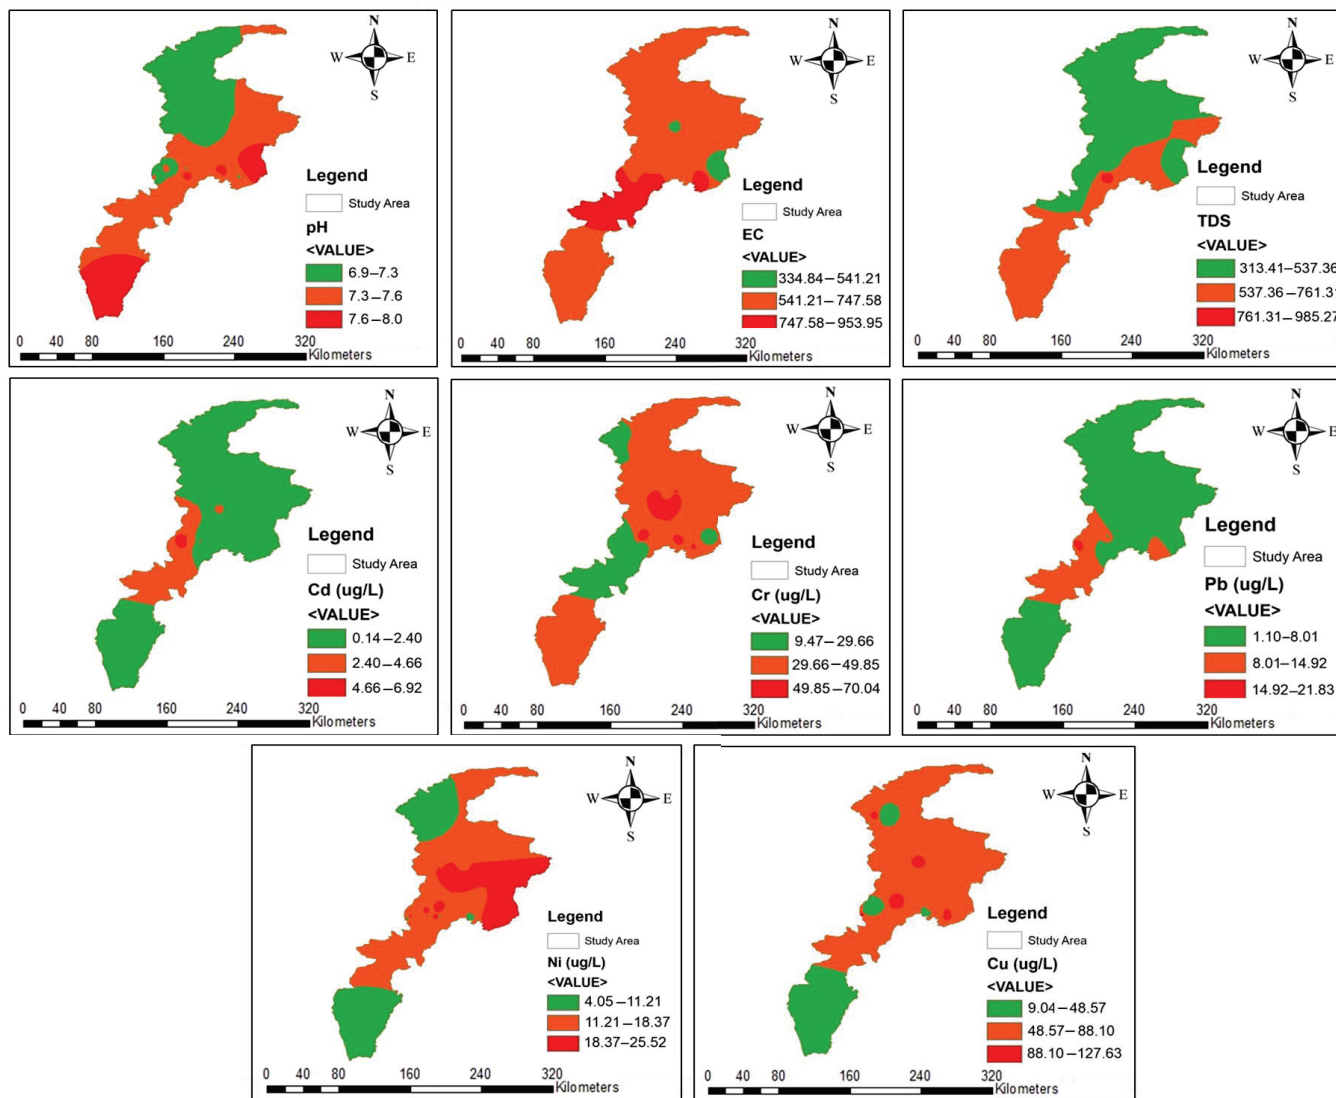 N
W E
S
Legend
Study Area
pH
<VALUE>
6.9–7.3
7.3–7.6
7.6–8.0
0 40 80 160 240 320
Kilometers
N
W E
S
Legend
Study Area
EC
<VALUE>
334.84–541.21
541.21–747.58
747.58–953.95
0 40 80 160 240 320
Kilometers
N
W E
S
Legend
Study Area
TDS
<VALUE>
313.41–537.36
537.36–761.31
761.31–985.27
0 40 80 160 240 320
Kilometers
N
W E
S
Legend
Study Area
Cd (ug/L)
<VALUE>
0.14–2.40
2.40–4.66
4.66–6.92
0 40 80 160 240 320
Kilometers
N
W E
S
Legend
Study Area
Cr (ug/L)
<VALUE>
9.47–29.66
29.66–49.85
49.85–70.04
0 40 80 160 240 320
Kilometers
N
W E
S
Legend
Study Area
Pb (ug/L)
<VALUE>
1.10–8.01
8.01–14.92
14.92–21.83
0 40 80 160 240 320
Kilometers
N
W E
S
Legend
Study Area
Ni (ug/L)
<VALUE>
4.05–11.21
11.21–18.37
18.37–25.52
0 40 80 160 240 320
Kilometers
N
W E
S
Legend
Study Area
Cu (ug/L)
<VALUE>
9.04–48.57
48.57–88.10
88.10–127.63
0 40 80 160 240 320
Kilometers